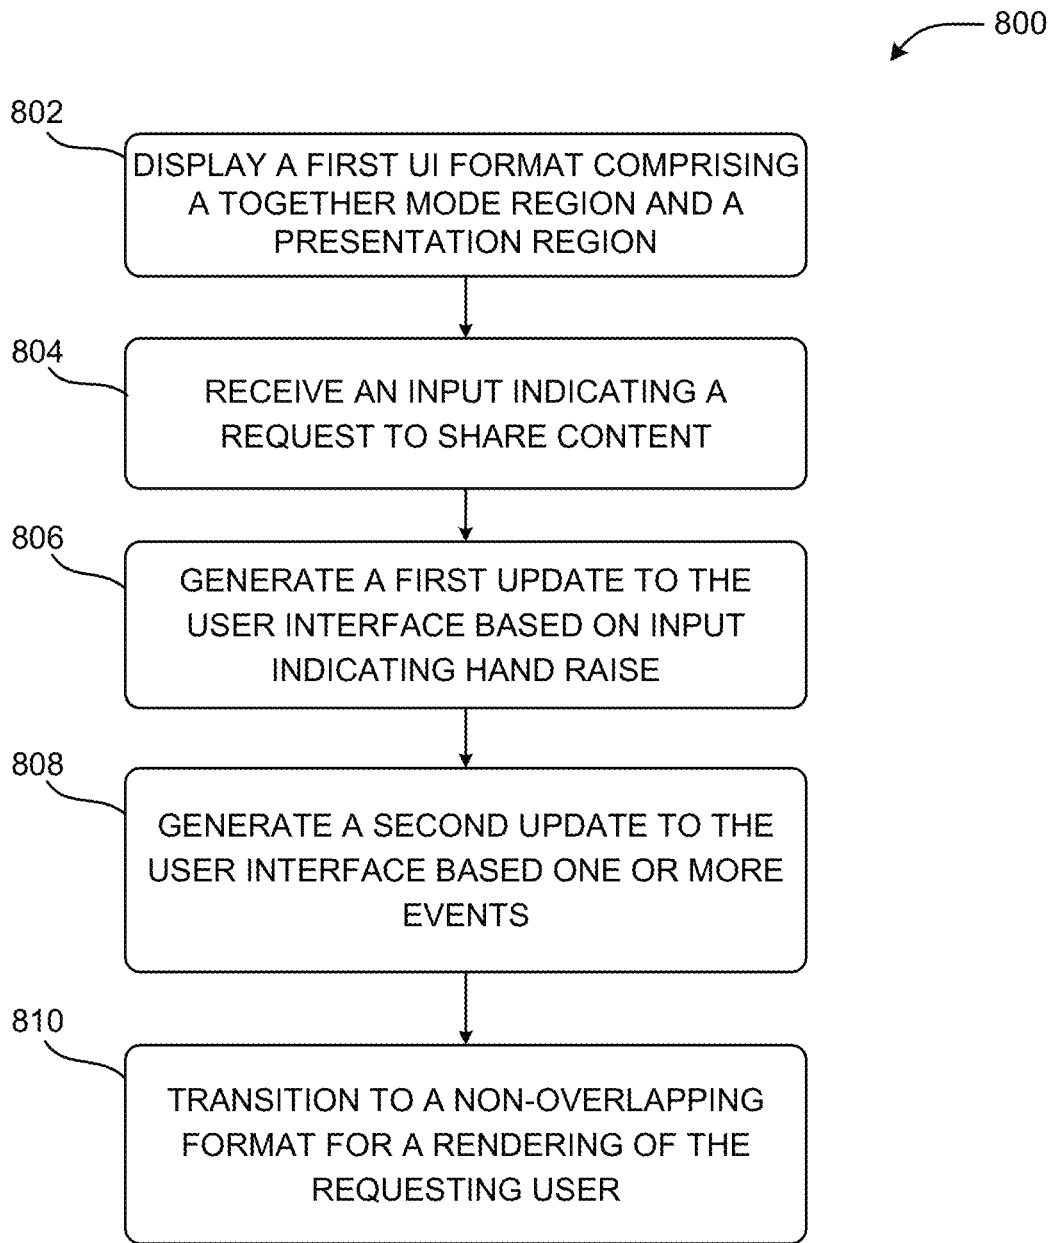 800
802
DISPLAY A FIRST UI FORMAT COMPRISING
A TOGETHER MODE REGION AND A
PRESENTATION REGION
804
RECEIVE AN INPUT INDICATING A
REQUEST TO SHARE CONTENT
806
GENERATE A FIRST UPDATE TO THE
USER INTERFACE BASED ON INPUT
INDICATING HAND RAISE
808
GENERATE A SECOND UPDATE TO THE
USER INTERFACE BASED ONE OR MORE
EVENTS
810
TRANSITION TO A NON-OVERLAPPING
FORMAT FOR A RENDERING OF THE
REQUESTING USER